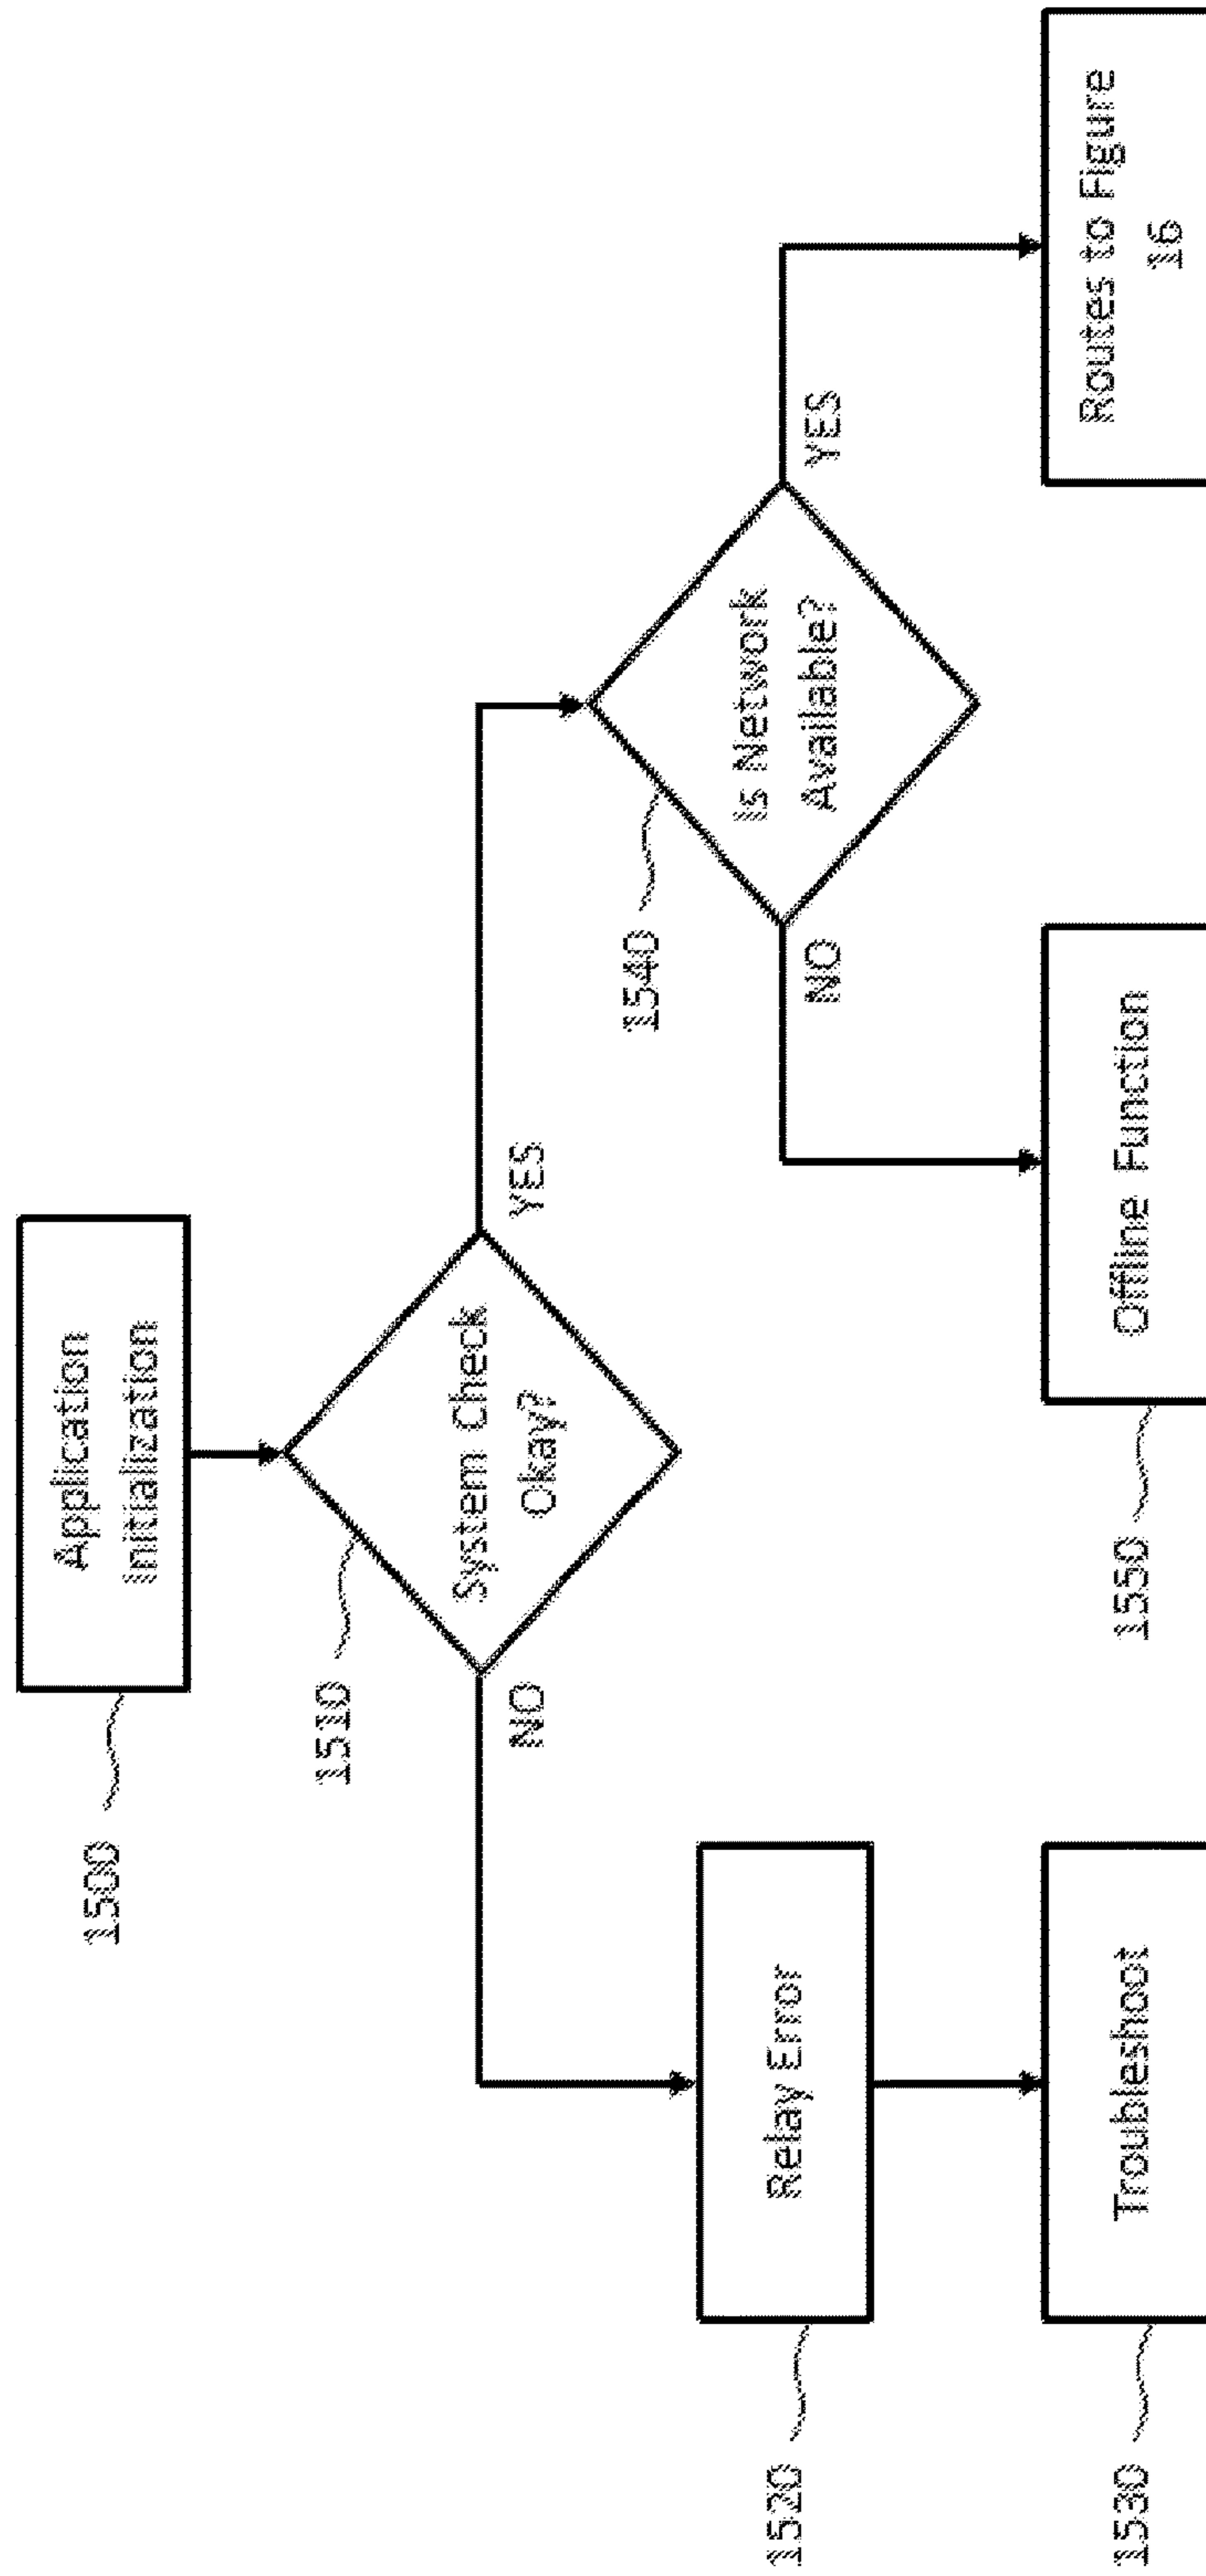 1500
Application
Initialization
1510
System Check
Okay?
NO
YES
1540
Is Network
Available?
NO
YES
1520
Relay Error
1530
Troubleshoot
1550
Offline Function
Routes to Figure
16